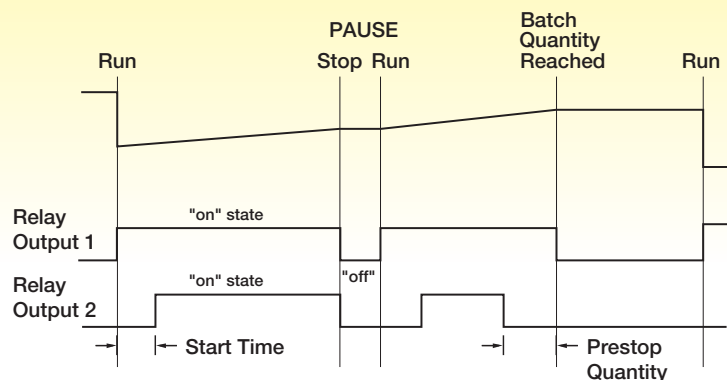 PAUSE
Batch
Quantity
Reached
Run
Stop Run
Run
Relay
Output 1
"on" state
Relay
Output 2
"on" state
"off"
Start Time
Prestop
Quantity